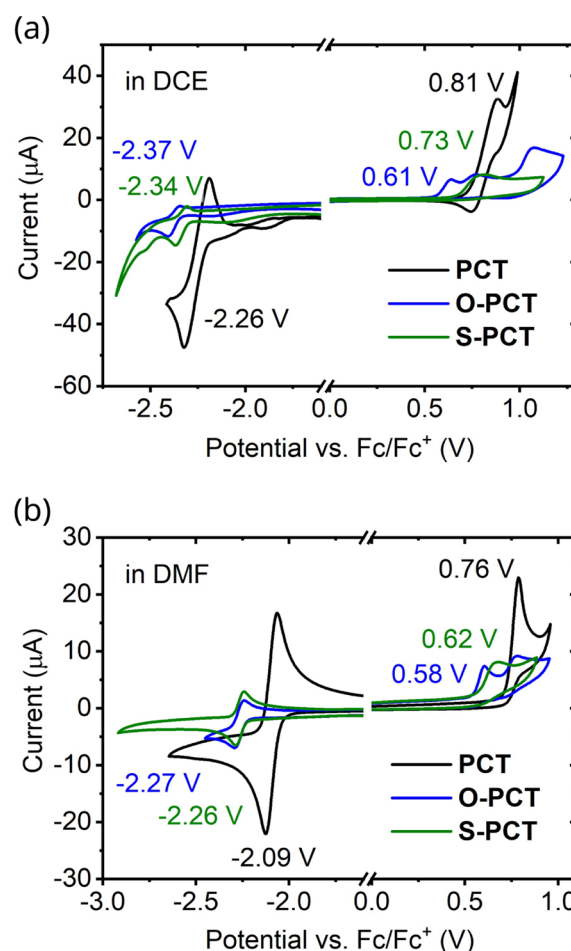 (a)
in DCE
0.81 V
-2.37 V
-2.34 V
0.73 V
0.61 V
-2.26 V
PCT
O-PCT
S-PCT
Current (μA)
40
20
0
-20
-40
-60
-2.5
-2.0
0.0
0.5
1.0
Potential vs. Fc/Fc⁺ (V)
(b)
in DMF
0.76 V
0.62 V
0.58 V
-2.27 V
-2.26 V
-2.09 V
PCT
O-PCT
S-PCT
Current (μA)
30
20
10
0
-10
-20
-30
-3.0
-2.5
-2.0
0.0
0.5
1.0
Potential vs. Fc/Fc⁺ (V)